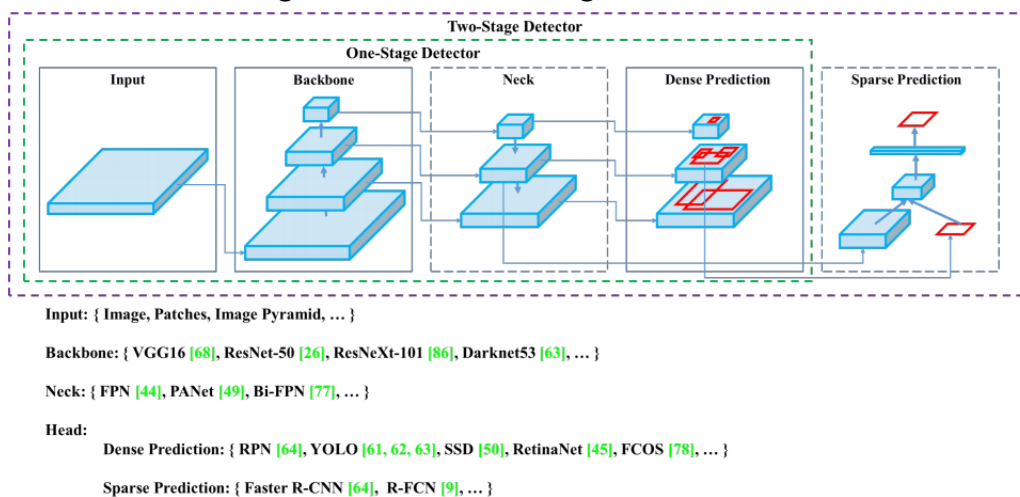 Two-Stage Detector
One-Stage Detector
Input
Backbone
Neck
Dense Prediction
Sparse Prediction
Input: { Image, Patches, Image Pyramid, … }
Backbone: { VGG16 [68], ResNet-50 [26], ResNeXt-101 [86], Darknet53 [63], … }
Neck: { FPN [44], PANet [49], Bi-FPN [77], … }
Head:
Dense Prediction: { RPN [64], YOLO [61, 62, 63], SSD [50], RetinaNet [45], FCOS [78], … }
Sparse Prediction: { Faster R-CNN [64], R-FCN [9], … }